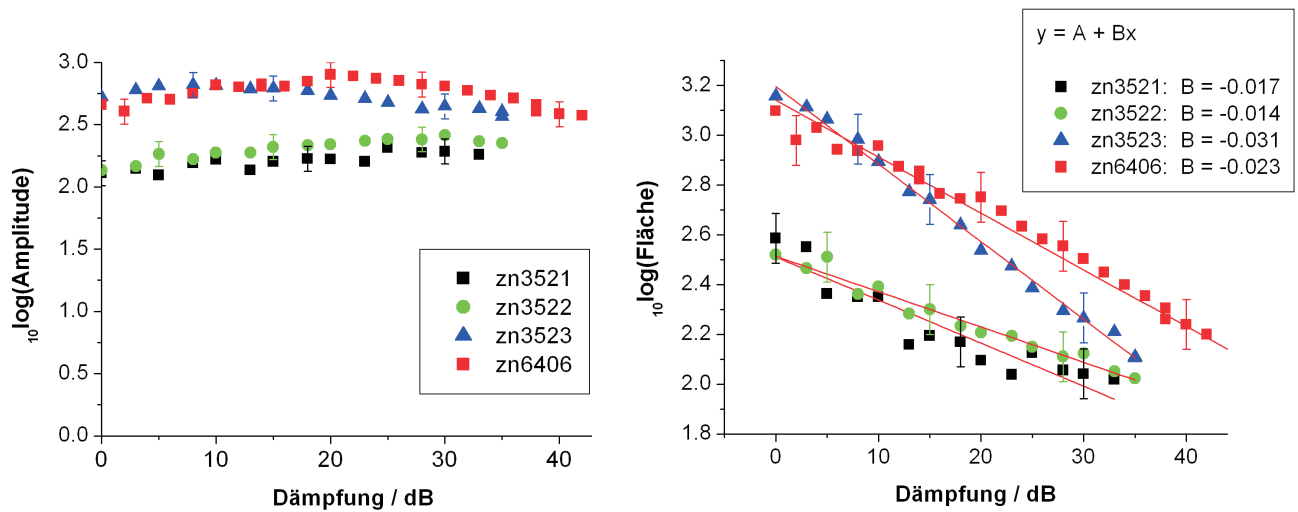 3.0
2.5
2.0
1.5
1.0
0.5
0.0
0 10 20 30 40
10log(Amplitude)
Dämpfung / dB
zn3521
zn3522
zn3523
zn6406
y = A + Bx
zn3521: B = -0.017
zn3522: B = -0.014
zn3523: B = -0.031
zn6406: B = -0.023
3.2
3.0
2.8
2.6
2.4
2.2
2.0
1.8
0 10 20 30 40
10log(Fläche)
Dämpfung / dB